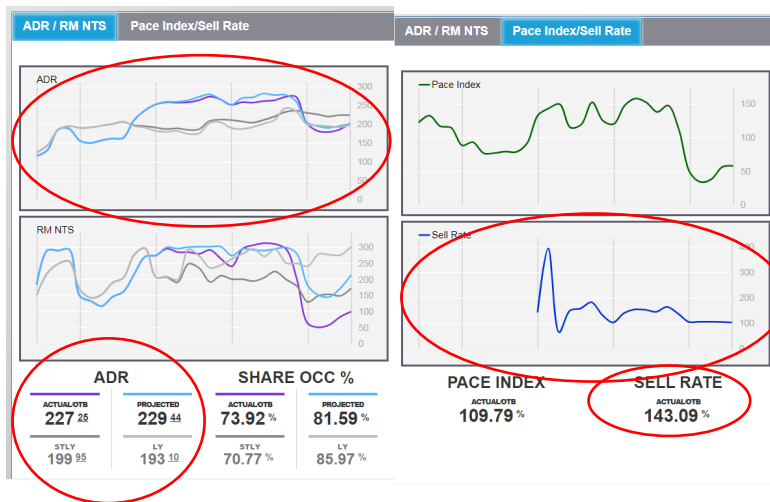 ADR / RM NTS Pace Index/Sell Rate
ADR
300
250
200
150
100
50
0
RM NTS
300
250
200
150
100
50
0
ADR SHARE OCC %
ACTUALOTB PROJECTED ACTUALOTB PROJECTED
227 25 229 44 73.92 % 81.59 %
STLY LY STLY LY
199 95 193 10 70.77 % 85.97 %
ADR / RM NTS Pace Index/Sell Rate
Pace Index
150
100
50
0
Sell Rate
400
300
200
100
0
PACE INDEX SELL RATE
ACTUALOTB ACTUALOTB
109.79 % 143.09 %